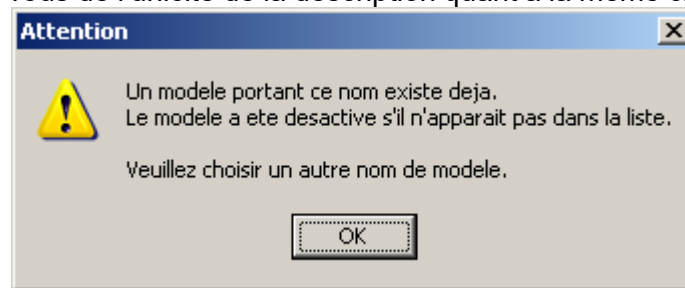 Attention
Un modele portant ce nom existe deja.
Le modele a ete desactive s'il n'apparait pas dans la liste.
Veuillez choisir un autre nom de modele.
OK